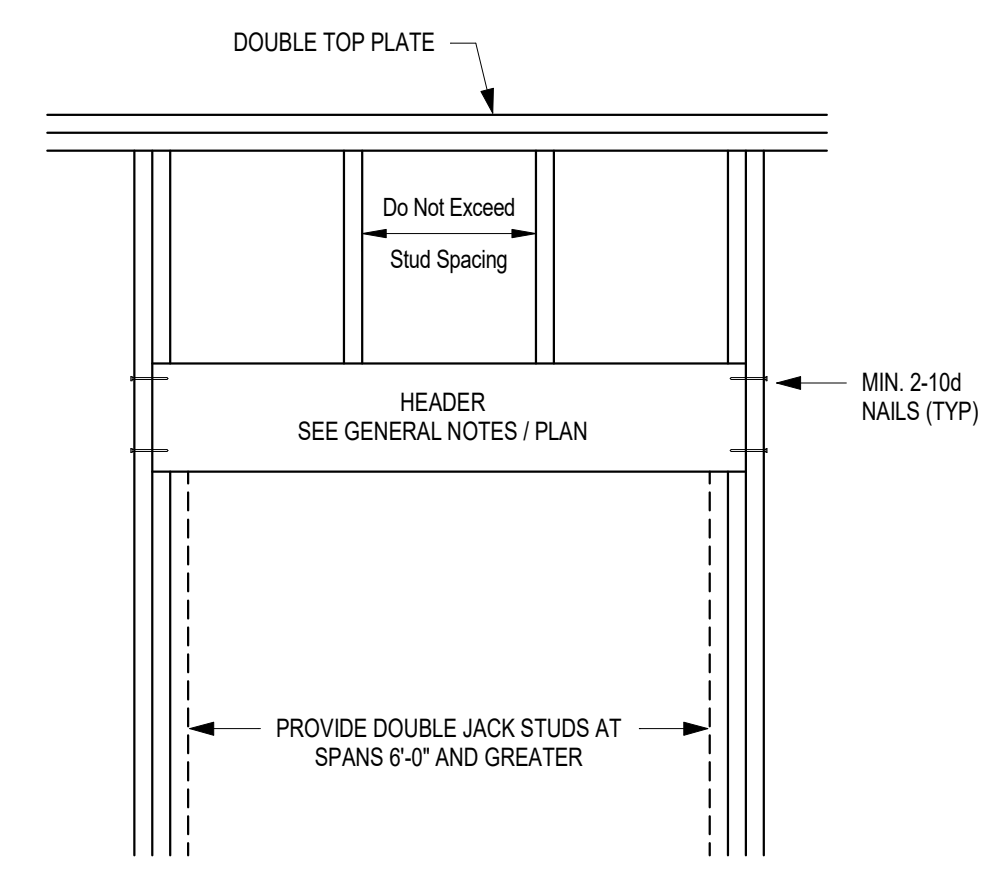 DOUBLE TOP PLATE
Do Not Exceed
Stud Spacing
HEADER
SEE GENERAL NOTES / PLAN
MIN. 2-10d
NAILS (TYP)
PROVIDE DOUBLE JACK STUDS AT
SPANS 6'-0" AND GREATER